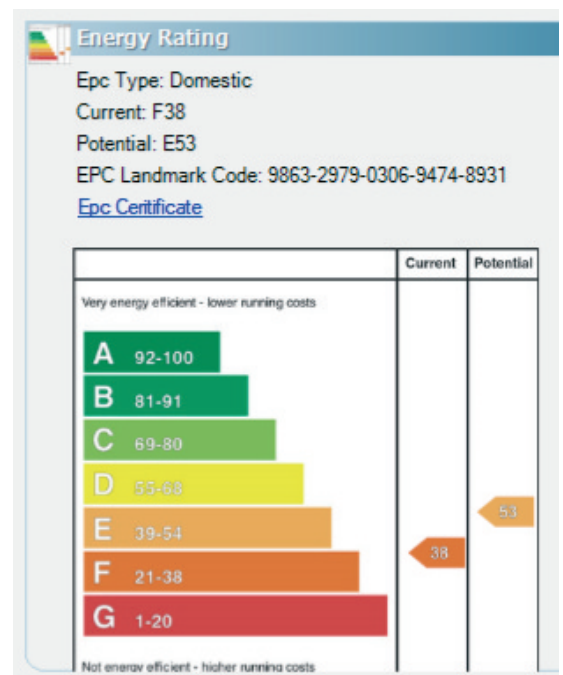 Energy Rating
Epc Type: Domestic
Current: F38
Potential: E53
EPC Landmark Code: 9863-2979-0306-9474-8931
Epc Ceritificate
Current Potential
Very energy efficient - lower running costs
A 92-100
B 81-91
C 69-80
D 55-68
E 39-54
53
F 21-38
38
G 1-20
Not energy efficient - higher running costs